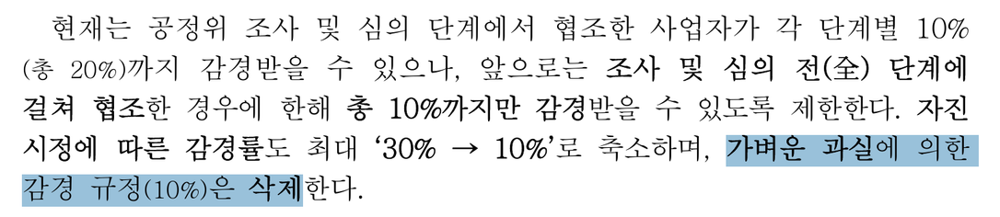 현재는 공정위 조사 및 심의 단계에서 협조한 사업자가 각 단계별 10%
(총 20%)까지 감경받을 수 있으나, 앞으로는 조사 및 심의 전(全) 단계에
걸쳐 협조한 경우에 한해 총 10%까지만 감경받을 수 있도록 제한한다. 자진
시정에 따른 감경률도 최대 ‘30% → 10%’로 축소하며, 가벼운 과실에 의한
감경 규정(10%)은 삭제한다.